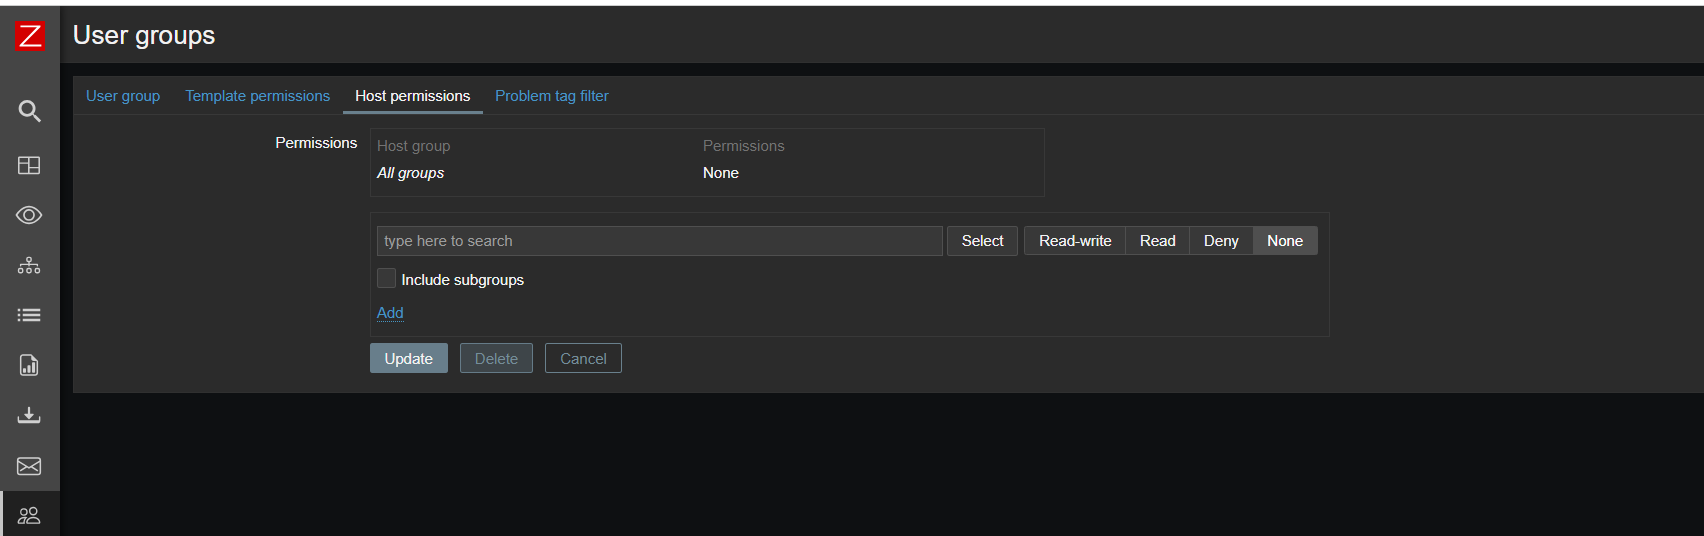 Z
User groups
User group Template permissions Host permissions Problem tag filter
Permissions
Host group Permissions
All groups None
type here to search Select Read-write Read Deny None
Include subgroups
Add
Update Delete Cancel